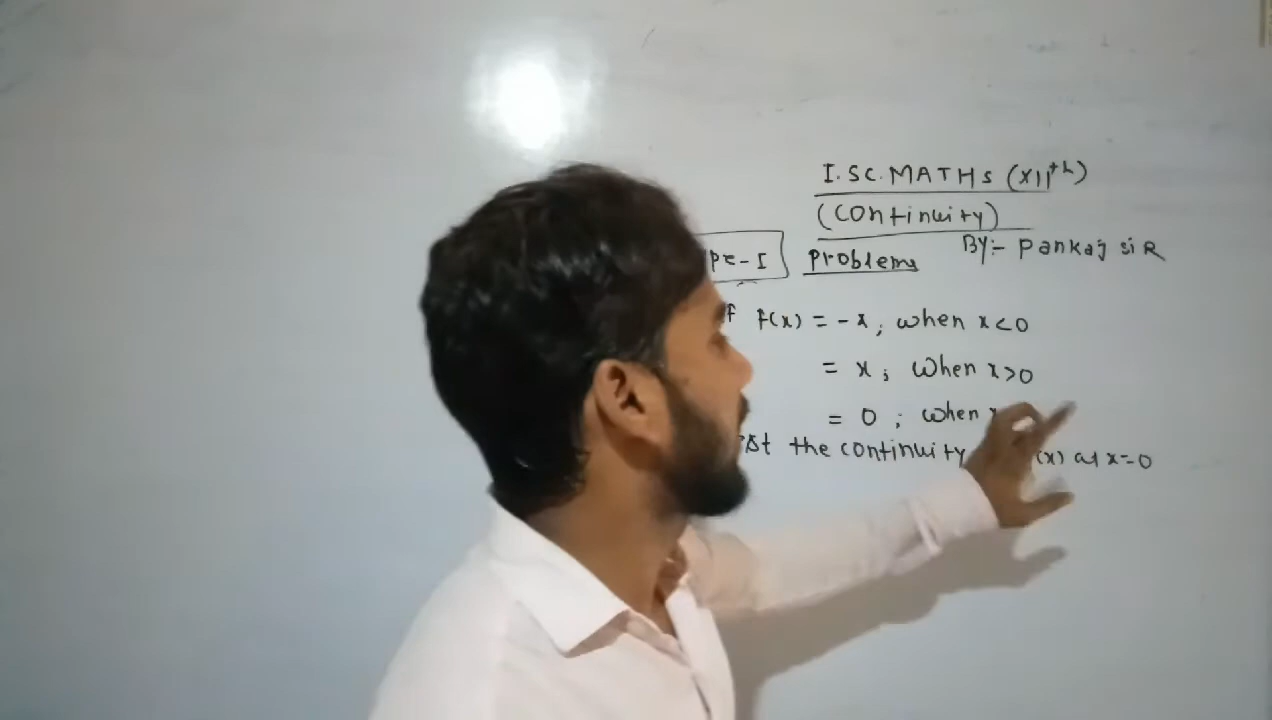 I.SC.MATHS (XIIth)
(Continuity)
BY:- Pankaj siR
pe-I Problems
f f(x) = -x ; when x<0
= x ; when x>0
= 0 ; when x
st the continuity (x) at x=0